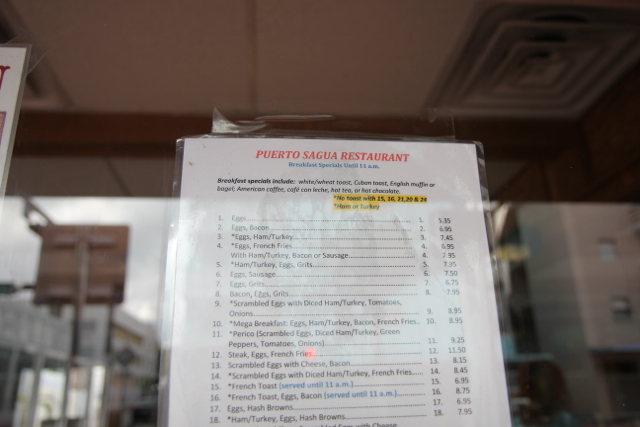 PUERTO SAGUA RESTAURANT
Breakfast Specials Until 11 a.m.
Breakfast specials include: white/wheat toast, Cuban toast, English muffin or
bagel; American coffee, café con leche, hot tea, or hot chocolate.
*No toast with 15, 16, 21,20 & 24
*Ham or Turkey
1. Eggs 1. 5.35
2. Eggs, Bacon 2. 6.95
3. *Eggs, Ham/Turkey 3. 7.45
4. *Eggs, French Fries 4. 6.95
With Ham/Turkey, Bacon or Sausage 4. 7.95
5. *Ham/Turkey, Eggs, Grits 5. 7.95
6. Eggs, Sausage 6. 7.50
7. Eggs, Grits 7. 6.75
8. Bacon, Eggs, Grits 8. 7.95
9. *Scrambled Eggs with Diced Ham/Turkey, Tomatoes,
Onions 9. 8.95
10. *Mega Breakfast: Eggs, Ham/Turkey, Bacon, French Fries 10. 8.95
11. *Perico (Scrambled Eggs, Diced Ham/Turkey, Green
Peppers, Tomatoes, Onions) 11. 9.25
12. Steak, Eggs, French Fries 12. 11.50
13. Scrambled Eggs with Cheese, Bacon 13. 8.15
14. *Scrambled Eggs with Diced Ham/Turkey, French Fries 14. 8.45
15. *French Toast (served until 11 a.m.) 15. 6.95
16. *French Toast, Eggs, Bacon (served until 11 a.m.) 16. 8.75
17. Eggs, Hash Browns 17. 6.95
18. *Ham/Turkey, Eggs, Hash Browns 18. 7.95
Scrambled Eggs with Cheese